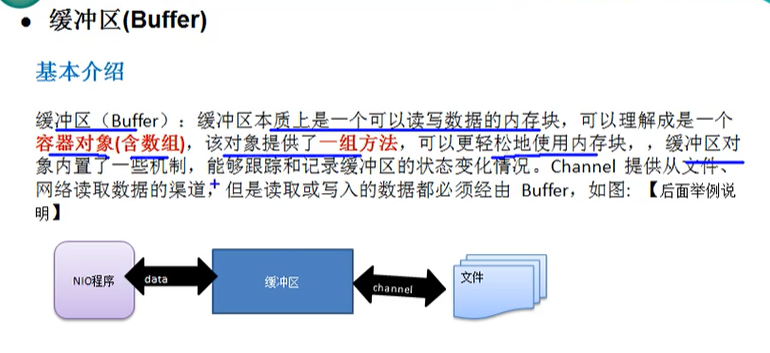 • 缓冲区(Buffer)
基本介绍
缓冲区（Buffer）：缓冲区本质上是一个可以读写数据的内存块，可以理解成是一个
容器对象(含数组)，该对象提供了一组方法，可以更轻松地使用内存块，，缓冲区对
象内置了一些机制，能够跟踪和记录缓冲区的状态变化情况。Channel 提供从文件、
网络读取数据的渠道，但是读取或写入的数据都必须经由 Buffer，如图: 【后面举例说
明】
NIO程序 data 缓冲区 channel 文件